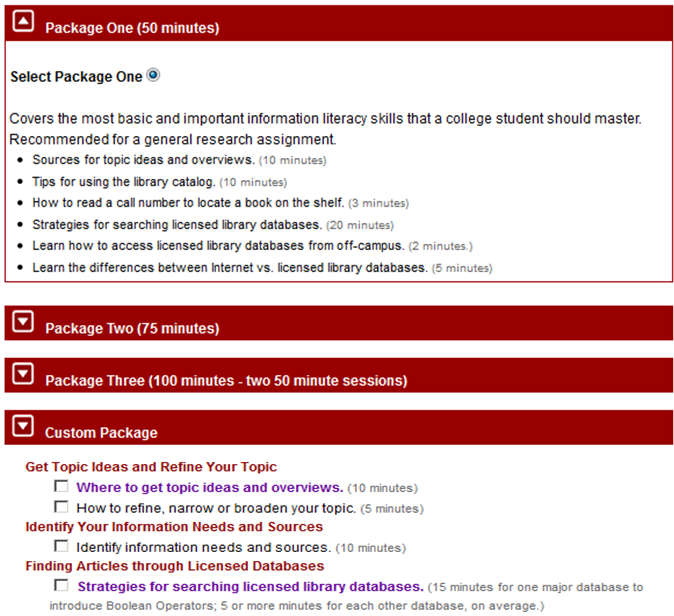 Package One (50 minutes)
Select Package One
Covers the most basic and important information literacy skills that a college student should master.
Recommended for a general research assignment.
• Sources for topic ideas and overviews. (10 minutes)
• Tips for using the library catalog. (10 minutes)
• How to read a call number to locate a book on the shelf. (3 minutes)
• Strategies for searching licensed library databases. (20 minutes)
• Learn how to access licensed library databases from off-campus. (2 minutes.)
• Learn the differences between Internet vs. licensed library databases. (5 minutes)
Package Two (75 minutes)
Package Three (100 minutes - two 50 minute sessions)
Custom Package
Get Topic Ideas and Refine Your Topic
Where to get topic ideas and overviews. (10 minutes)
How to refine, narrow or broaden your topic. (5 minutes)
Identify Your Information Needs and Sources
Identify information needs and sources. (10 minutes)
Finding Articles through Licensed Databases
Strategies for searching licensed library databases. (15 minutes for one major database to
introduce Boolean Operators; 5 or more minutes for each other database, on average.)